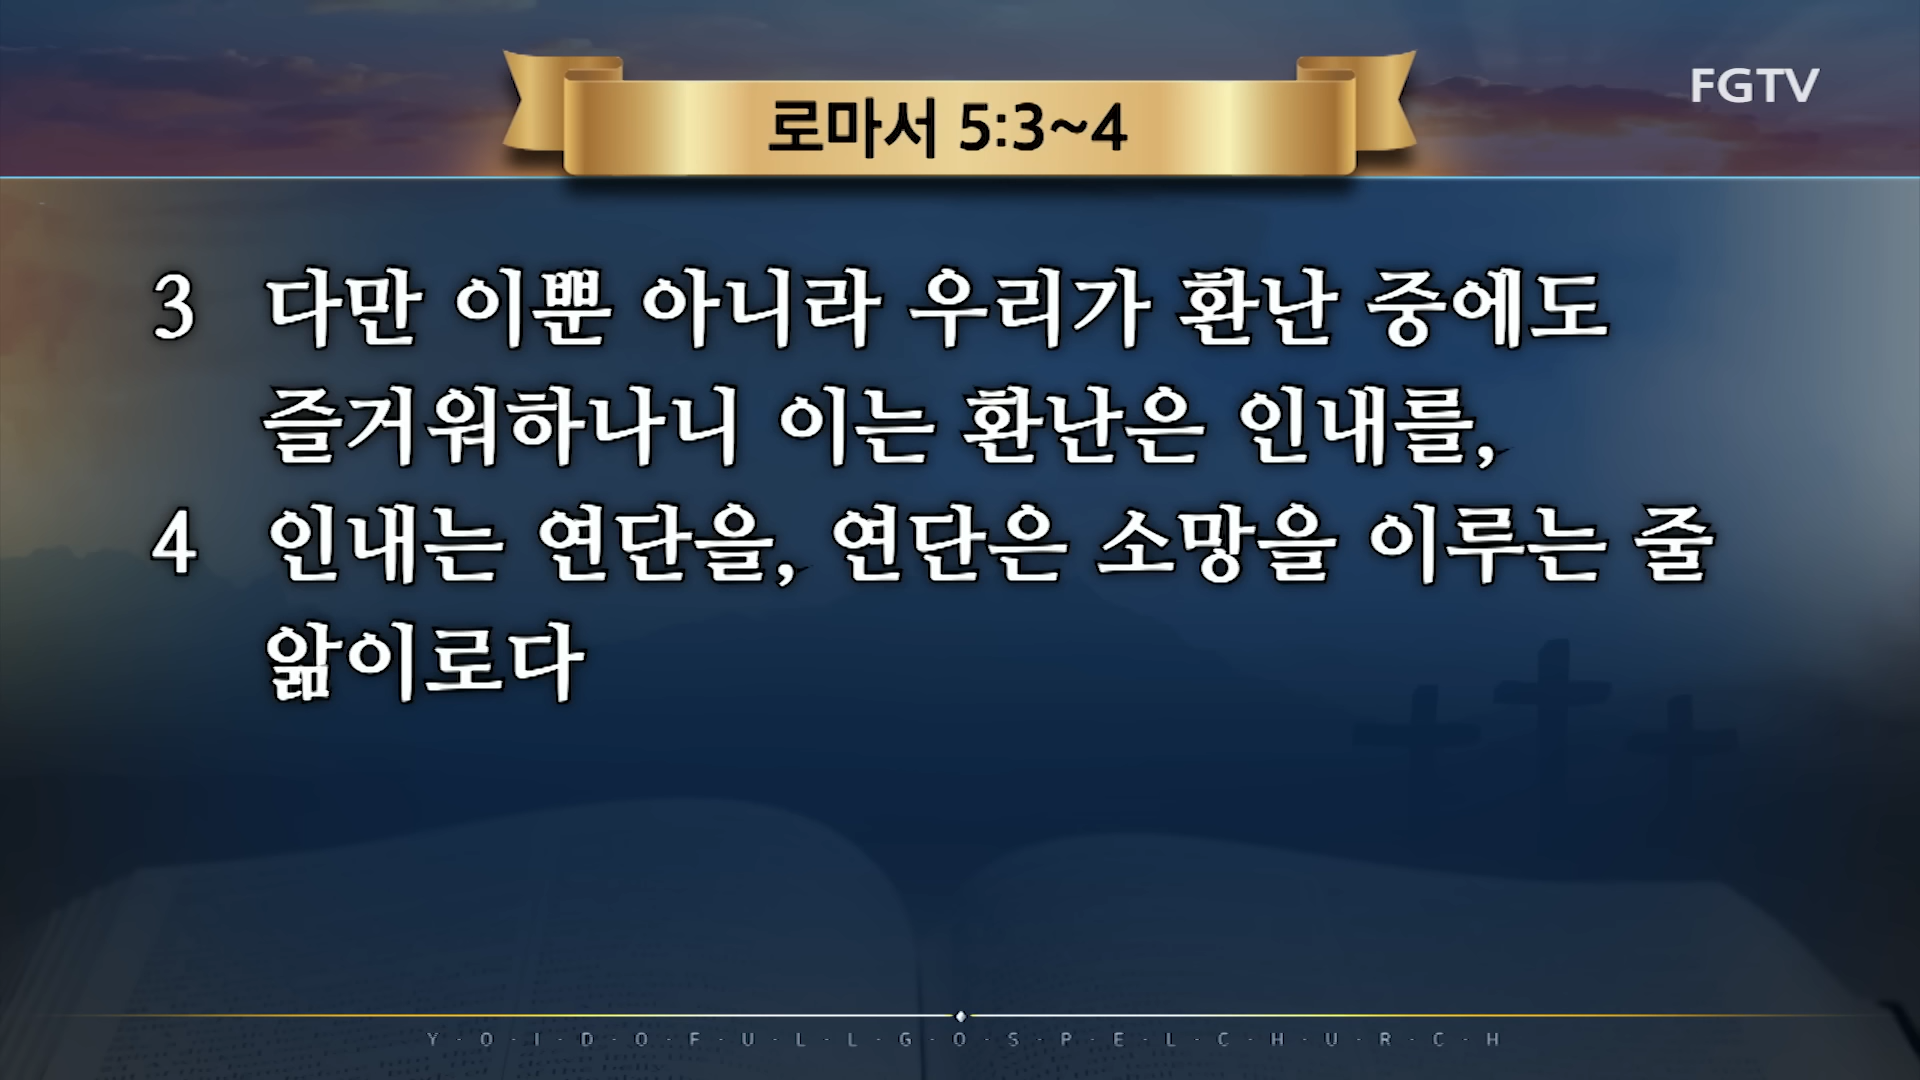 로마서 5:3~4
FGTV
3 다만 이뿐 아니라 우리가 환난 중에도
즐거워하나니 이는 환난은 인내를,
4 인내는 연단을, 연단은 소망을 이루는 줄
앎이로다
Y·O·I·D·O·F·U·L·L·G·O·S·P·E·L·C·H·U·R·C·H